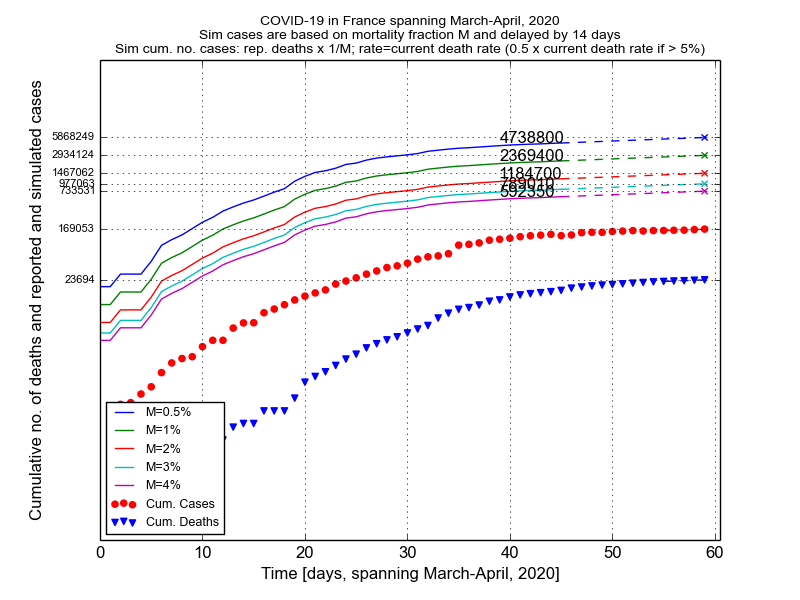 COVID-19 in France spanning March-April, 2020
Sim cases are based on mortality fraction M and delayed by 14 days
Sim cum. no. cases: rep. deaths x 1/M; rate=current death rate (0.5 x current death rate if > 5%)
Cumulative no. of deaths and reported and simulated cases
5868249
2934124
1467062
977063
733531
169053
23694
4738800
2369400
1184700
789010
592350
M=0.5%
M=1%
M=2%
M=3%
M=4%
Cum. Cases
Cum. Deaths
0 10 20 30 40 50 60
Time [days, spanning March-April, 2020]